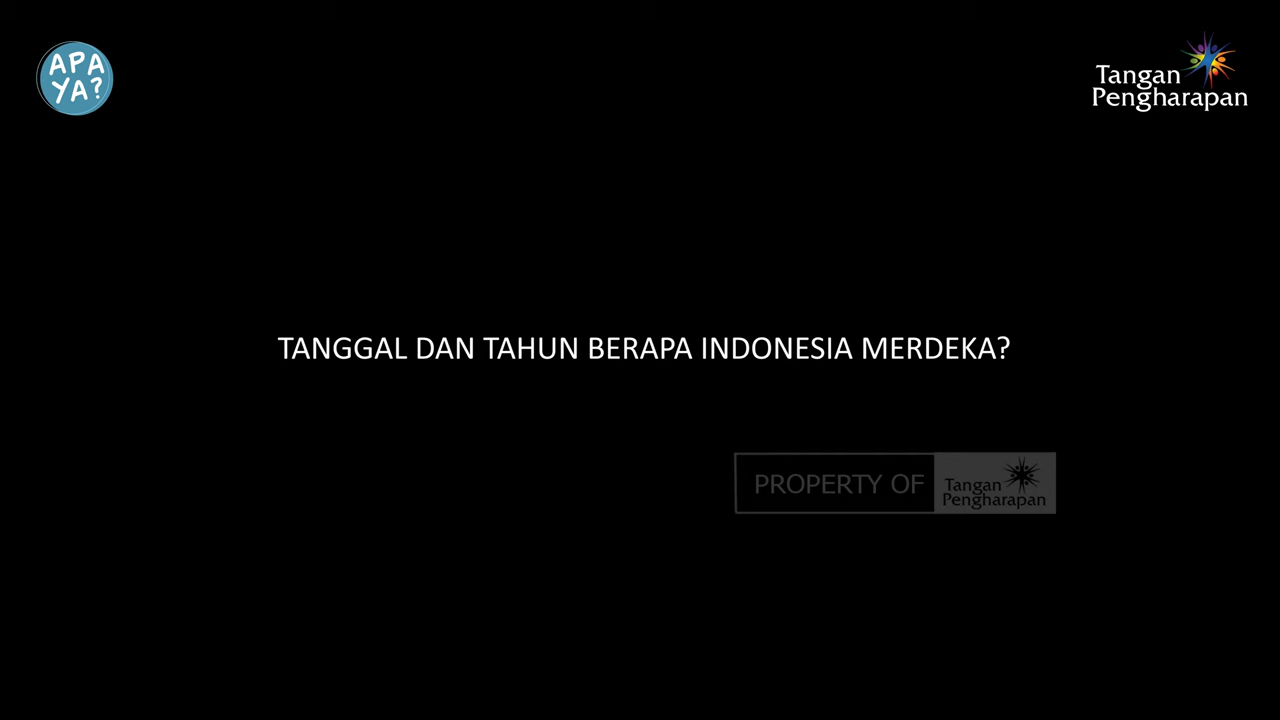 APA
YA?
Tangan
Pengharapan
TANGGAL DAN TAHUN BERAPA INDONESIA MERDEKA?
PROPERTY OF
Tangan
Pengharapan